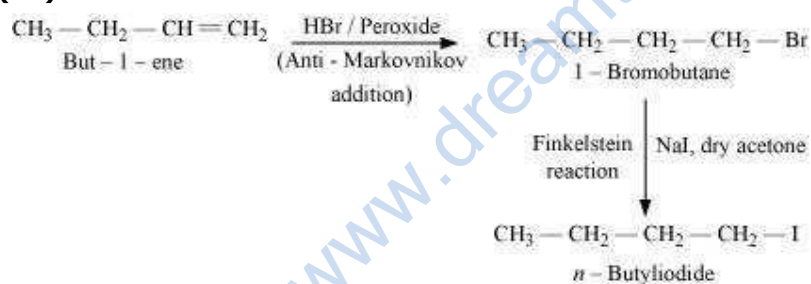 CH₃ — CH₂ — CH = CH₂
But – 1 – ene
HBr / Peroxide
(Anti - Markovnikov
addition)
CH₃ — CH₂ — CH₂ — CH₂ — Br
1 – Bromobutane
Finkelstein
reaction
NaI, dry acetone
CH₃ — CH₂ — CH₂ — CH₂ — I
n – Butyliodide